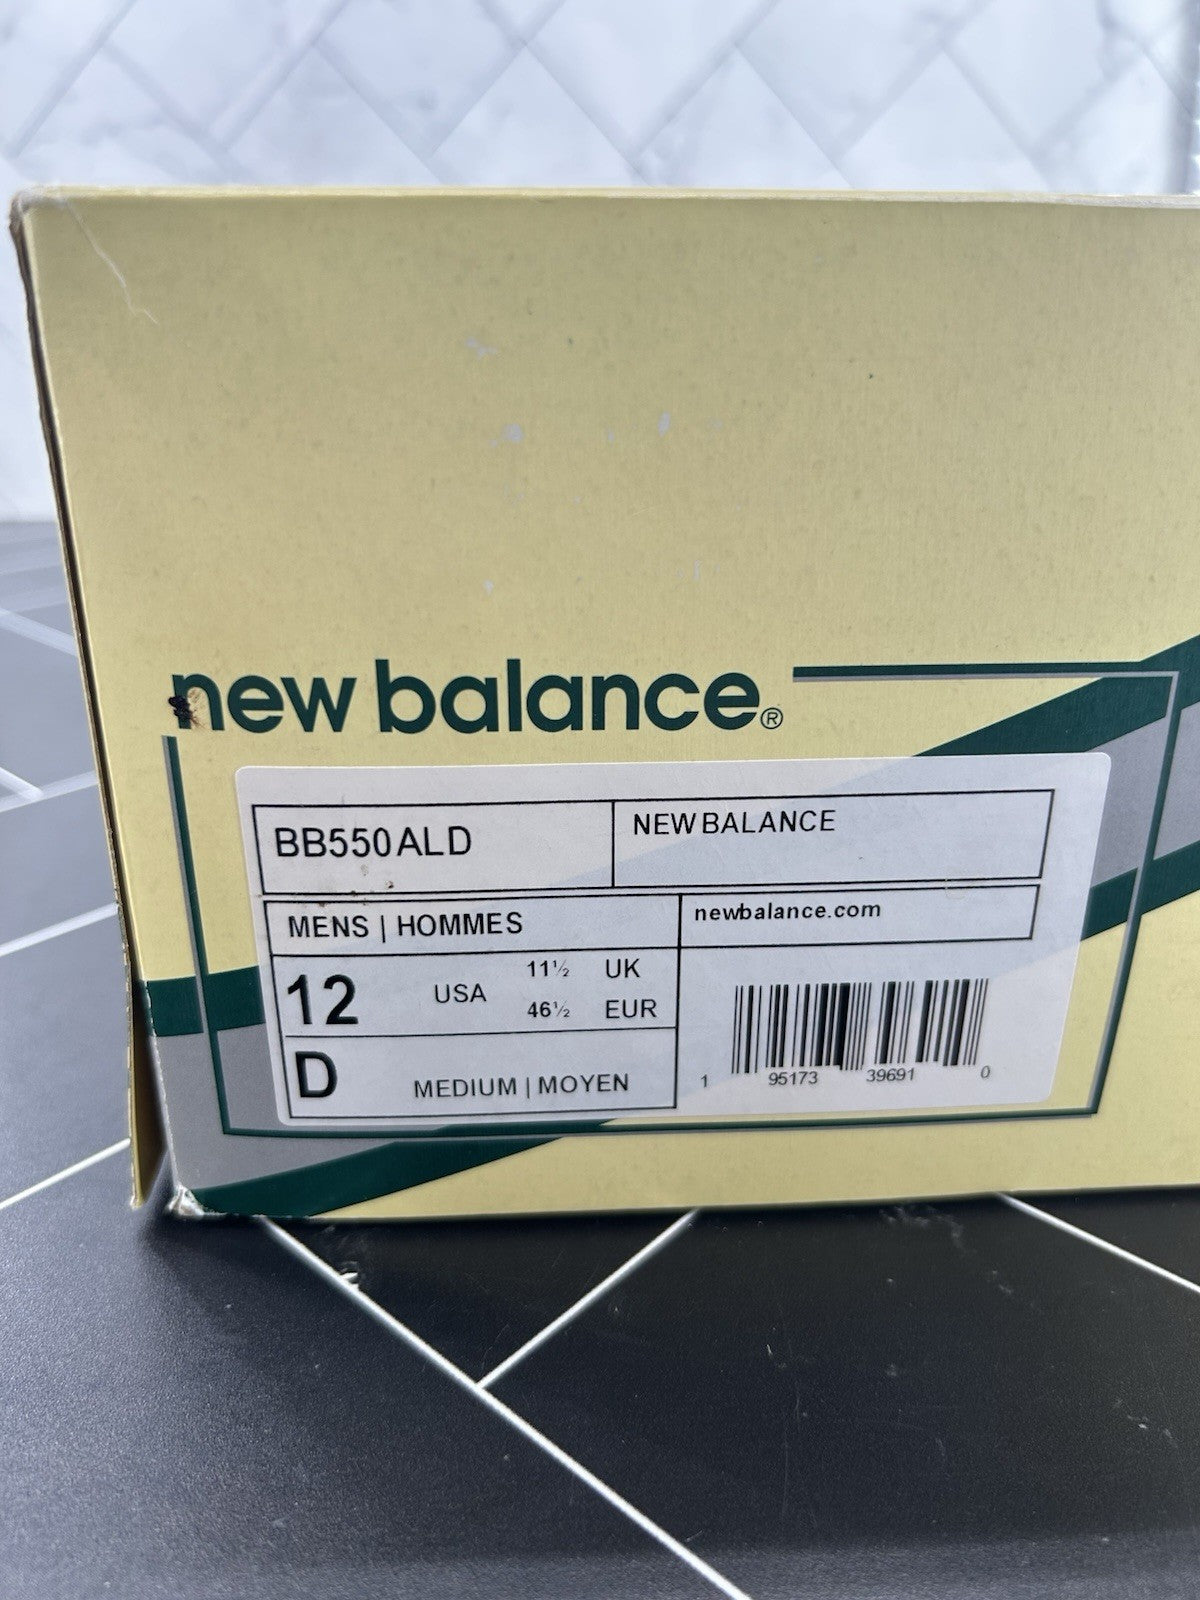 new balance®
BB550ALD
NEW BALANCE
MENS | HOMMES
newbalance.com
12 USA 11½ UK
46½ EUR
D MEDIUM | MOYEN
1 95173 39691 0